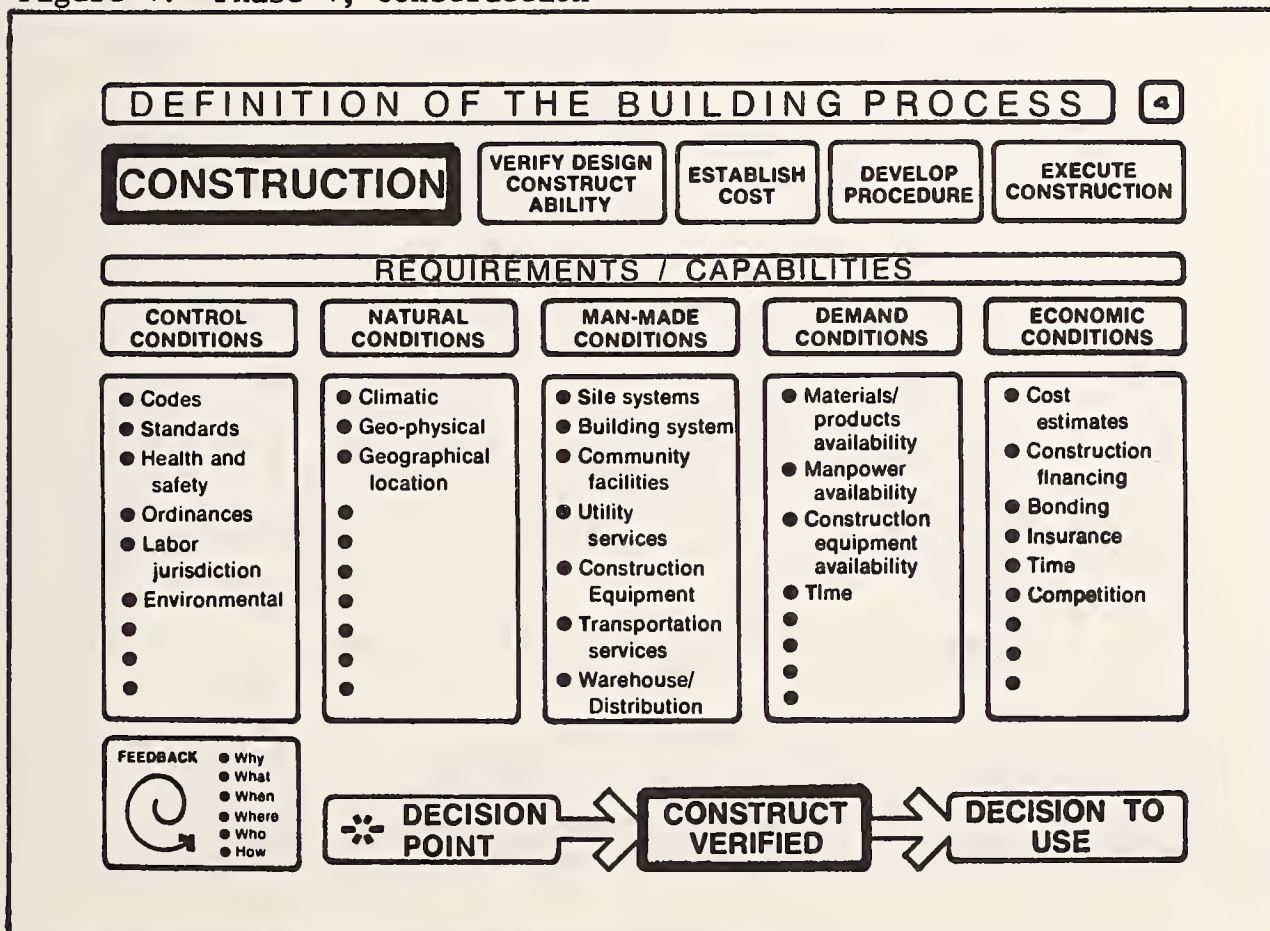 DEFINITION OF THE BUILDING PROCESS 4
CONSTRUCTION
VERIFY DESIGN
CONSTRUCT
ABILITY
ESTABLISH
COST
DEVELOP
PROCEDURE
EXECUTE
CONSTRUCTION
REQUIREMENTS / CAPABILITIES
CONTROL
CONDITIONS
● Codes
● Standards
● Health and
safety
● Ordinances
● Labor
jurisdiction
● Environmental
●
●
●
NATURAL
CONDITIONS
● Climatic
● Geo-physical
● Geographical
location
●
●
●
●
●
●
●
MAN-MADE
CONDITIONS
● Site systems
● Building system
● Community
facilities
● Utility
services
● Construction
Equipment
● Transportation
services
● Warehouse/
Distribution
DEMAND
CONDITIONS
● Materials/
products
availability
● Manpower
availability
● Construction
equipment
availability
● Time
●
●
●
●
ECONOMIC
CONDITIONS
● Cost
estimates
● Construction
financing
● Bonding
● Insurance
● Time
● Competition
●
●
●
FEEDBACK
● Why
● What
● When
● Where
● Who
● How
DECISION
POINT
CONSTRUCT
VERIFIED
DECISION TO
USE